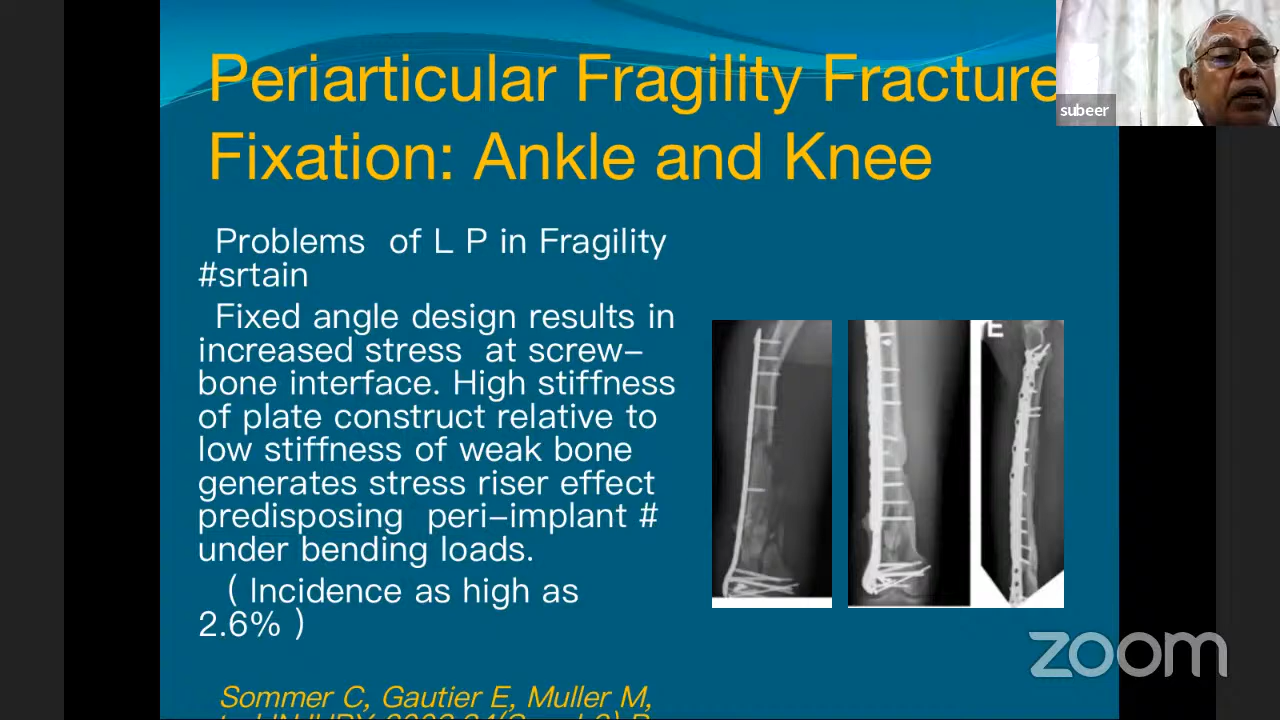 Periarticular Fragility Fracture
Fixation: Ankle and Knee
subeer
Problems of L P in Fragility
#srtain
Fixed angle design results in
increased stress at screw-
bone interface. High stiffness
of plate construct relative to
low stiffness of weak bone
generates stress riser effect
predisposing peri-implant #
under bending loads.
( Incidence as high as
2.6% )
E
Sommer C, Gautier E, Muller M,
zoom